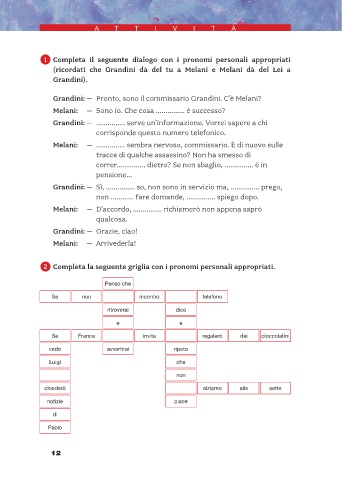 ATTIVITÀ
1 Completa il seguente dialogo con i pronomi personali appropriati
(ricordati che Grandini dà del tu a Melani e Melani dà del Lei a
Grandini).
Grandini: — Pronto, sono il commissario Grandini. C'è Melani?
Melani: — Sono io. Che cosa .............. è successo?
Grandini: — .............. serve un'informazione. Vorrei sapere a chi
corrisponde questo numero telefonico.
Melani: — .............. sembra nervoso, commissario. È di nuovo sulle
tracce di qualche assassino? Non ha smesso di
correr.............. dietro? Se non sbaglio, .............. è in
pensione...
Grandini: — Sì, .............. so, non sono in servizio ma, .............. prego,
non ........... fare domande, .............. spiego dopo.
Melani: — D'accordo, .............. richiamerò non appena saprò
qualcosa.
Grandini: — Grazie, ciao!
Melani: — Arrivederla!
2 Completa la seguente griglia con i pronomi personali appropriati.
Penso che
Se non incontro telefono
ritroverai dico
e e
Se Franca invita regalerò dei cioccolatini
vedo avvertirai ripeto
Luigi che
non
chiederò alziamo alle sette
notizie piace
di
Paolo
12